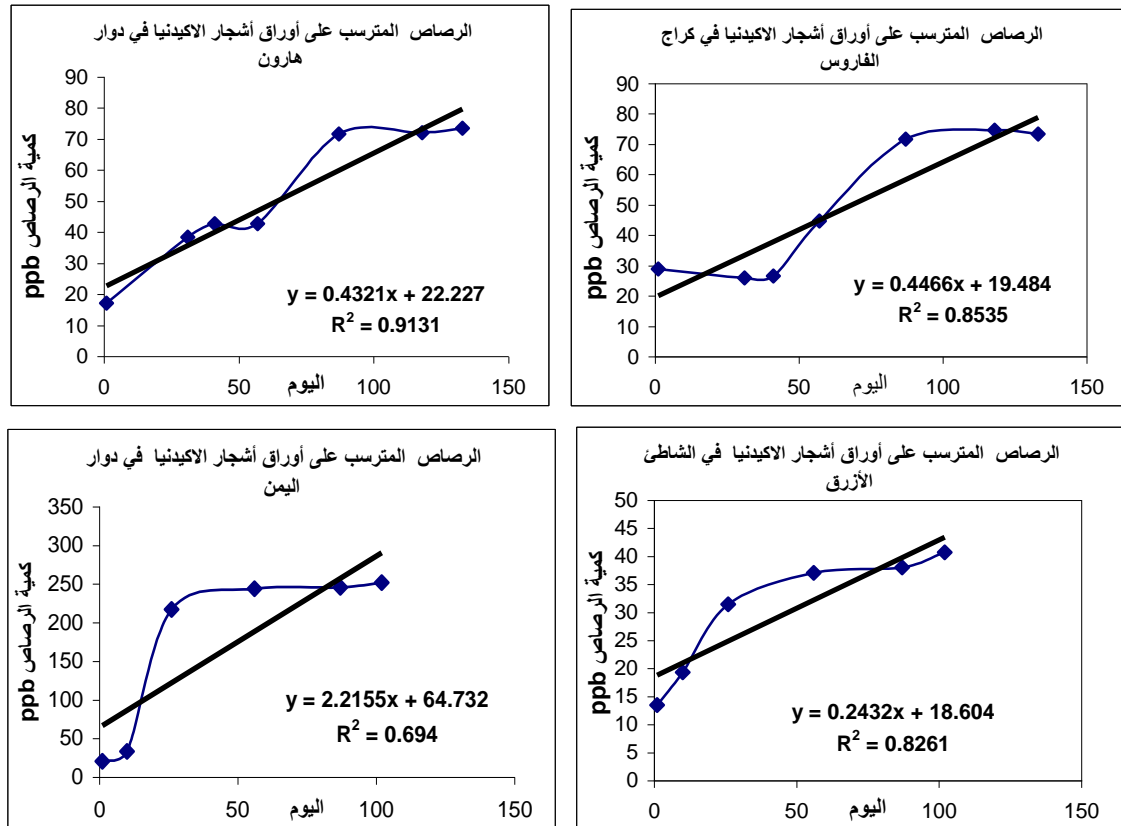 الرصاص المترسب على أوراق أشجار الاكيدنيا في دوار
هارون
كمية الرصاص ppb
90
80
70
60
50
40
30
20
10
0
y = 0.4321x + 22.227
R² = 0.9131
0
50
100
150
اليوم
الرصاص المترسب على أوراق أشجار الاكيدنيا في كراج
الفاروس
كمية الرصاص ppb
90
80
70
60
50
40
30
20
10
0
y = 0.4466x + 19.484
R² = 0.8535
0
50
100
150
اليوم
الرصاص المترسب على أوراق أشجار الاكيدنيا في دوار
اليمن
كمية الرصاص ppb
350
300
250
200
150
100
50
0
y = 2.2155x + 64.732
R² = 0.694
0
50
100
150
اليوم
الرصاص المترسب على أوراق أشجار الاكيدنيا في الشاطئ
الأزرق
كمية الرصاص ppb
50
45
40
35
30
25
20
15
10
5
0
y = 0.2432x + 18.604
R² = 0.8261
0
50
100
150
اليوم